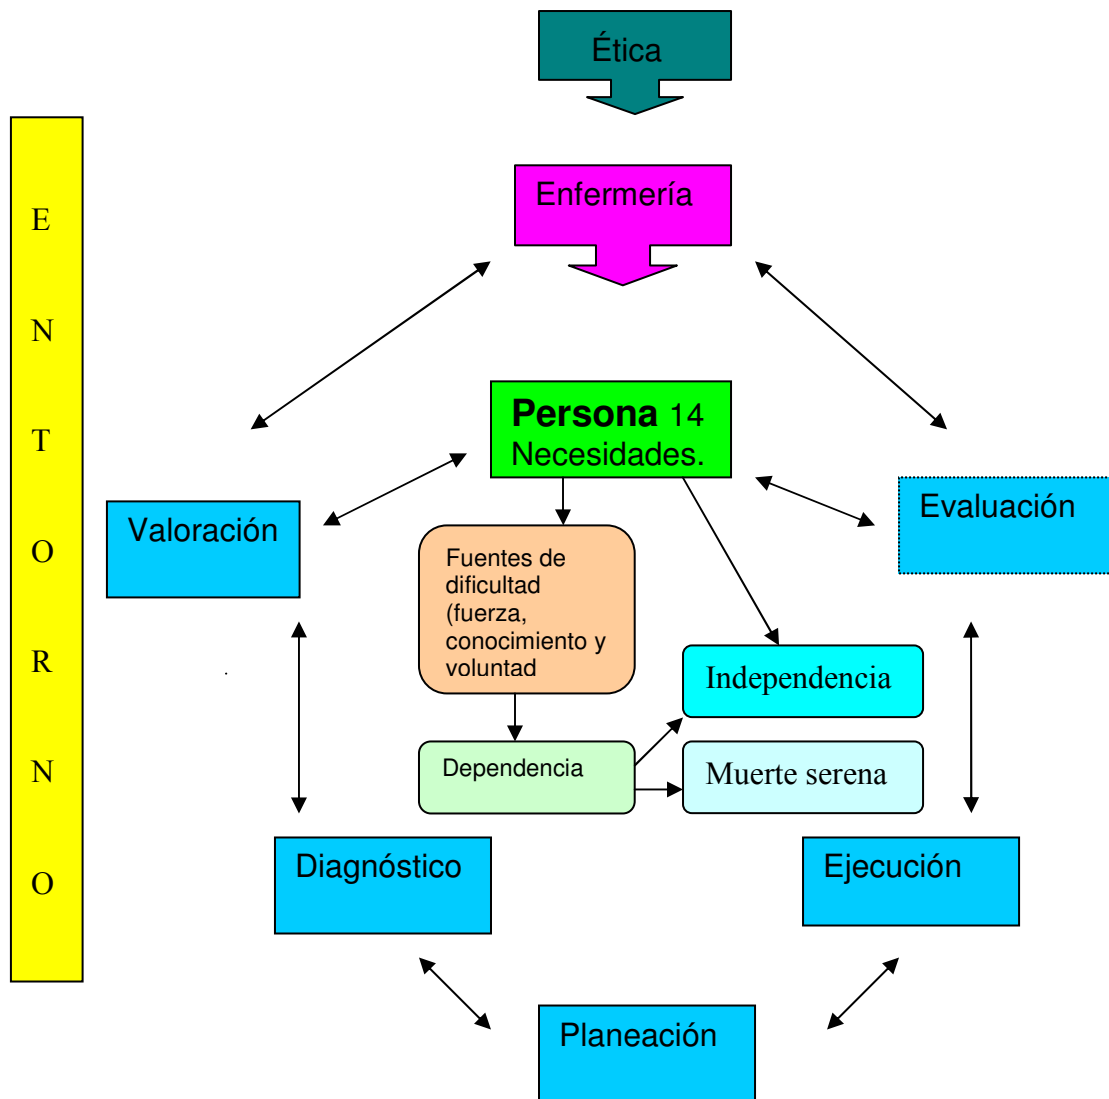 Ética
Enfermería
E
N
T
O
R
N
O
Persona 14
Necesidades.
Valoración
Evaluación
Fuentes de
dificultad
(fuerza,
conocimiento y
voluntad
Independencia
Dependencia
Muerte serena
Diagnóstico
Ejecución
Planeación